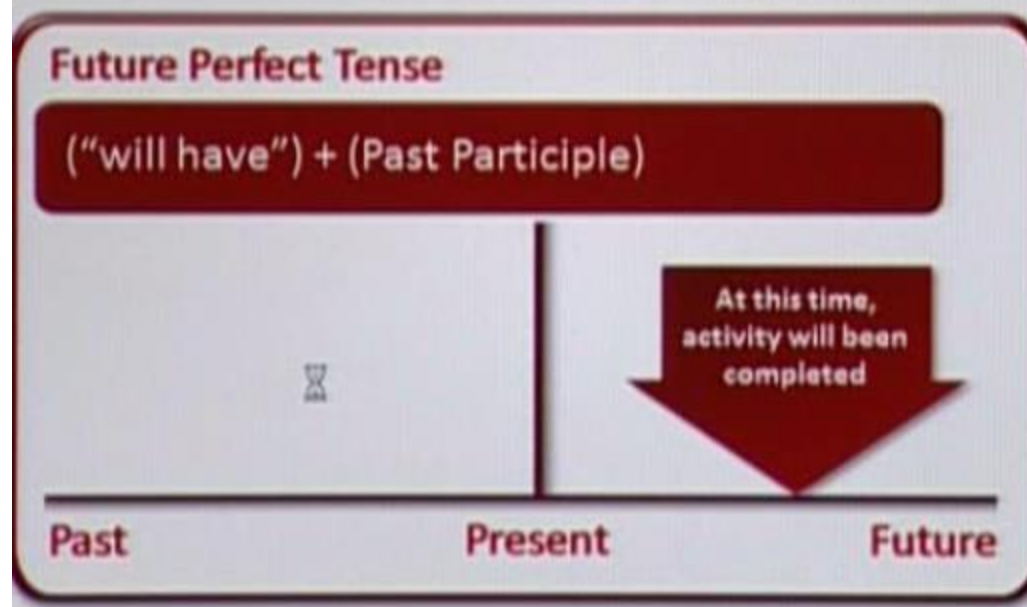 Future Perfect Tense
("will have") + (Past Participle)
At this time,
activity will been
completed
Past
Present
Future